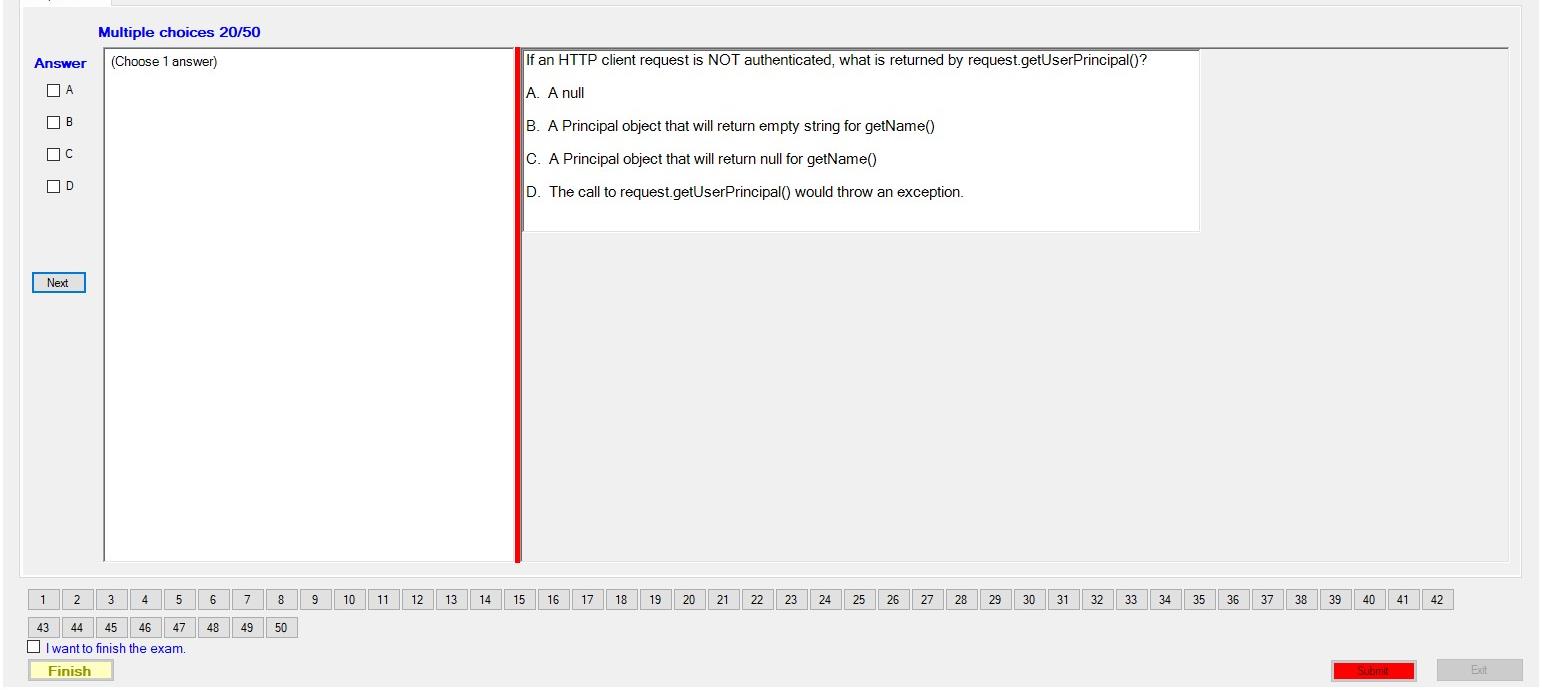 Multiple choices 20/50
Answer
(Choose 1 answer)
A
B
C
D
Next
If an HTTP client request is NOT authenticated, what is returned by request.getUserPrincipal()?
A. A null
B. A Principal object that will return empty string for getName()
C. A Principal object that will return null for getName()
D. The call to request.getUserPrincipal() would throw an exception.
1 2 3 4 5 6 7 8 9 10 11 12 13 14 15 16 17 18 19 20 21 22 23 24 25 26 27 28 29 30 31 32 33 34 35 36 37 38 39 40 41 42
43 44 45 46 47 48 49 50
I want to finish the exam.
Finish
Submit
Exit